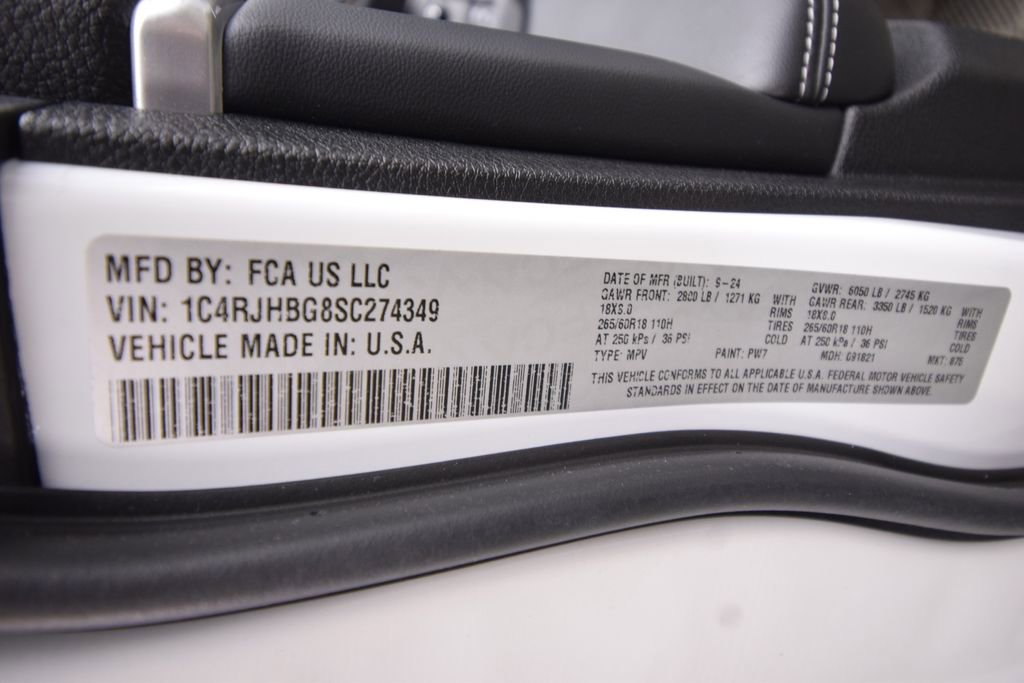 MFD BY: FCA US LLC
VIN: 1C4RJHBG8SC274349
VEHICLE MADE IN: U.S.A.
DATE OF MFR (BUILT): 9-24
GVWR: 6050 LB / 2745 KG
GAWR FRONT: 2800 LB / 1271 KG WITH
18X8.0 RIMS
265/60R18 110H TIRES
AT 250 kPa / 36 PSI COLD
GAWR REAR: 3350 LB / 1520 KG WITH
18X8.0 RIMS
265/60R18 110H TIRES
AT 250 kPa / 36 PSI COLD
TYPE: MPV PAINT: PW7 MDH: 091821 MKT: 675
THIS VEHICLE CONFORMS TO ALL APPLICABLE U.S.A. FEDERAL MOTOR VEHICLE SAFETY
STANDARDS IN EFFECT ON THE DATE OF MANUFACTURE SHOWN ABOVE.